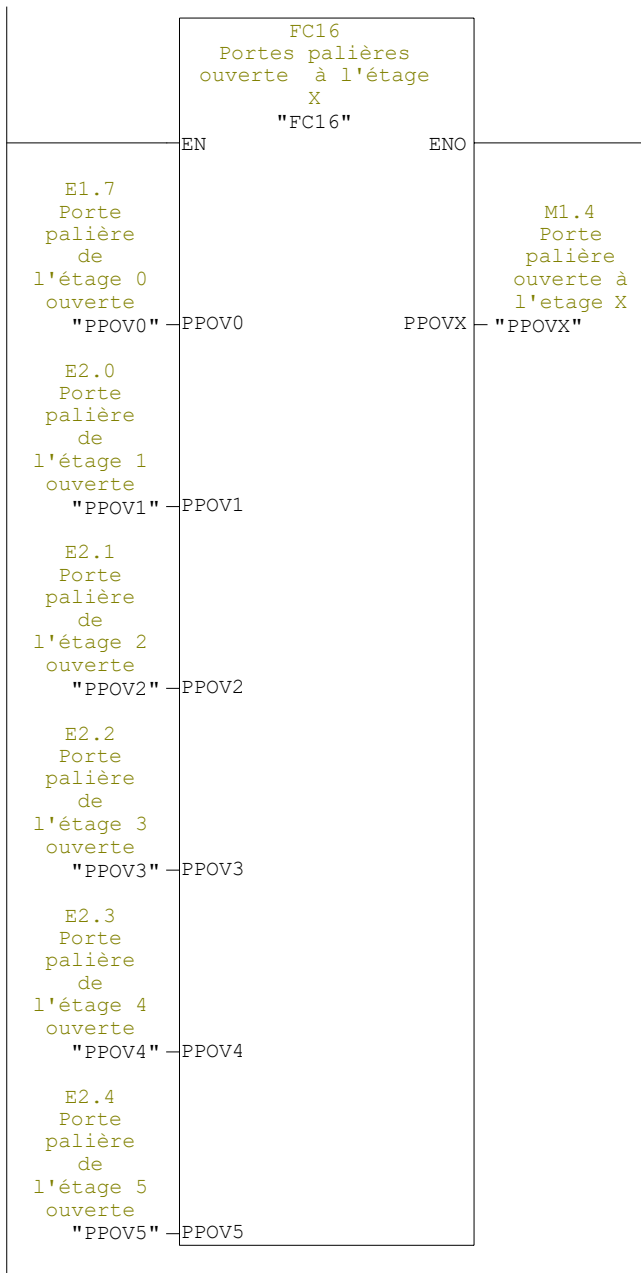 FC16
Portes palières
ouverte à l'étage
X
"FC16"
EN ENO
E1.7
Porte
palière
de
l'étage 0
ouverte
"PPOV0" PPOV0
M1.4
Porte
palière
ouverte à
l'etage X
PPOVX "PPOVX"
E2.0
Porte
palière
de
l'étage 1
ouverte
"PPOV1" PPOV1
E2.1
Porte
palière
de
l'étage 2
ouverte
"PPOV2" PPOV2
E2.2
Porte
palière
de
l'étage 3
ouverte
"PPOV3" PPOV3
E2.3
Porte
palière
de
l'étage 4
ouverte
"PPOV4" PPOV4
E2.4
Porte
palière
de
l'étage 5
ouverte
"PPOV5" PPOV5